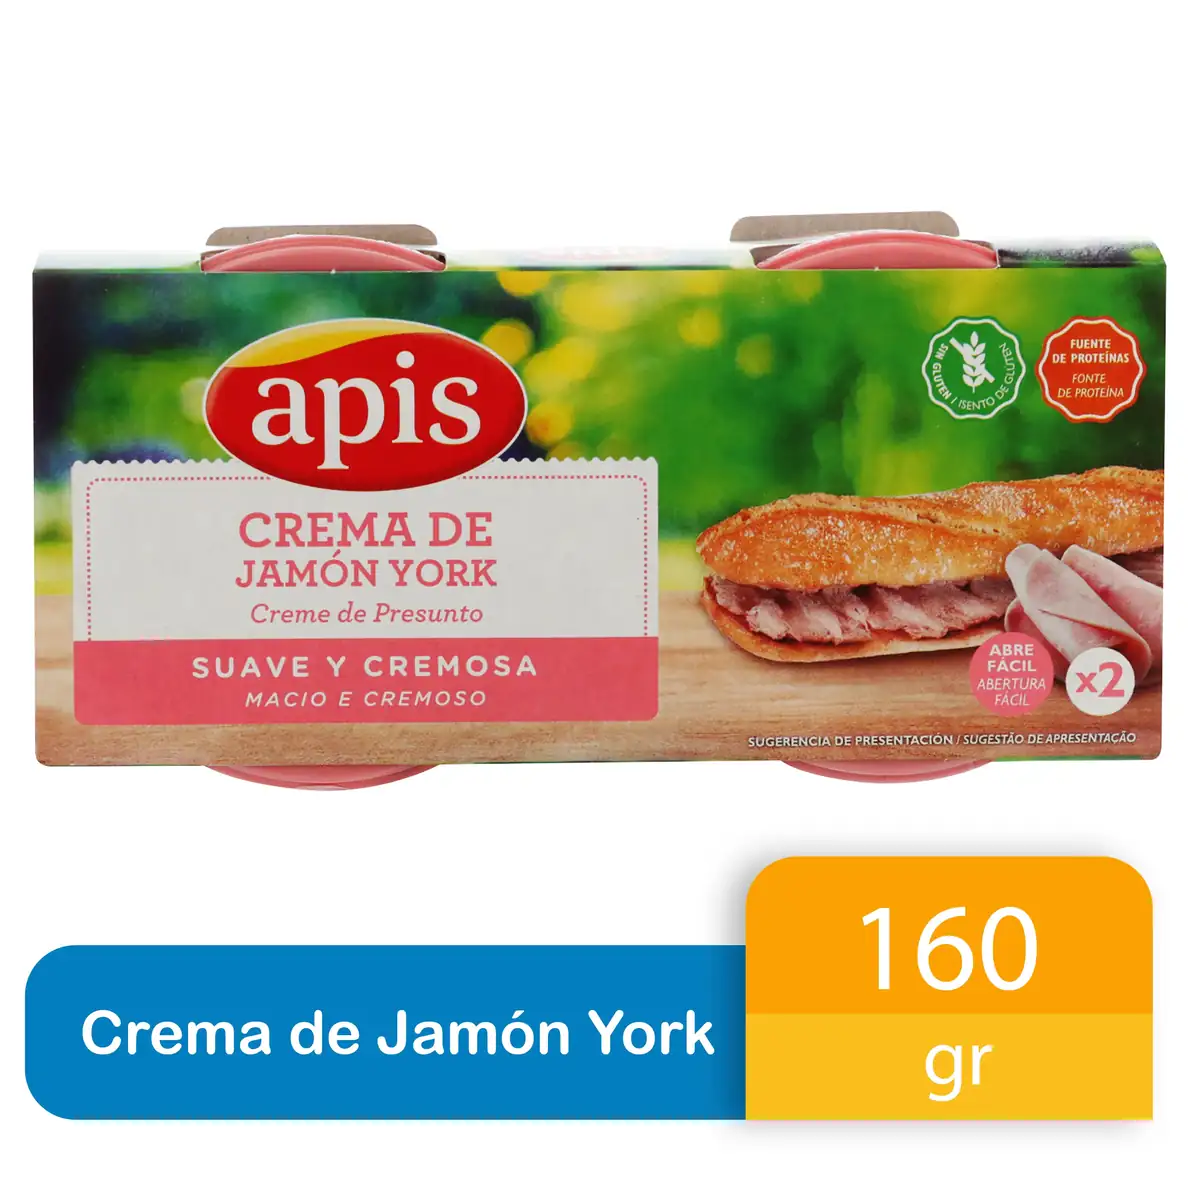 apis
CREMA DE
JAMÓN YORK
Creme de Presunto
SUAVE Y CREMOSA
MACIO E CREMOSO
SIN GLUTEN / ISENTO DE GLÚTEN
FUENTE
DE PROTEÍNAS
FONTE
DE PROTEÍNA
ABRE
FÁCIL
ABERTURA
FÁCIL
x2
SUGERENCIA DE PRESENTACIÓN / SUGESTÃO DE APRESENTAÇÃO
Crema de Jamón York
160
gr